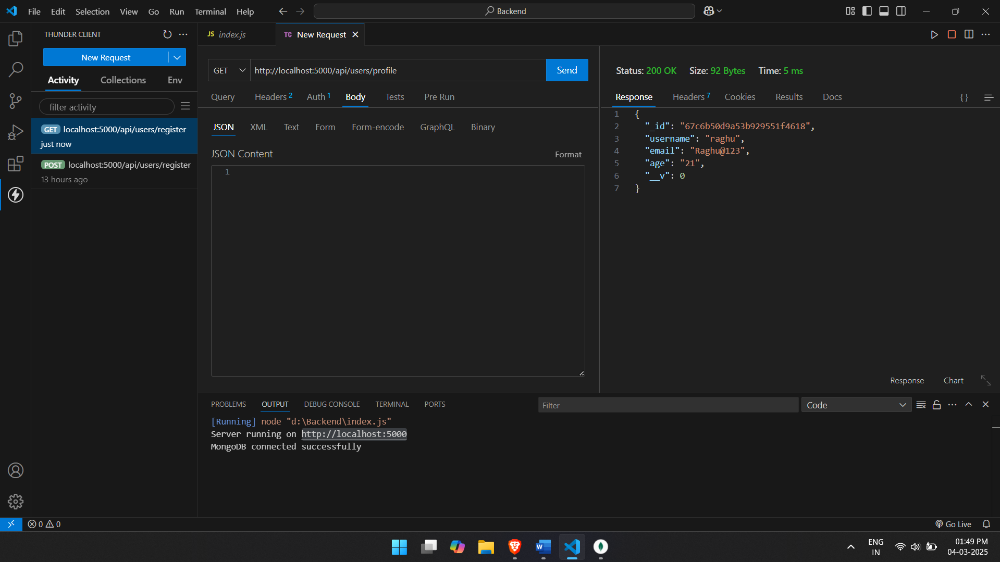 File Edit Selection View Go Run Terminal Help
Backend
THUNDER CLIENT
New Request
Activity Collections Env
filter activity
GET localhost:5000/api/users/register
just now
POST localhost:5000/api/users/register
13 hours ago
JS index.js
TC New Request
GET http://localhost:5000/api/users/profile Send
Query Headers 2 Auth 1 Body Tests Pre Run
JSON XML Text Form Form-encode GraphQL Binary
JSON Content Format
1
Status: 200 OK Size: 92 Bytes Time: 5 ms
Response Headers 7 Cookies Results Docs { }
1 {
2 "_id": "67c6b50d9a53b929551f4618",
3 "username": "raghu",
4 "email": "Raghu@123",
5 "age": "21",
6 "__v": 0
7 }
Response Chart
PROBLEMS OUTPUT DEBUG CONSOLE TERMINAL PORTS
Filter
Code
[Running] node "d:\Backend\index.js"
Server running on http://localhost:5000
MongoDB connected successfully
0 0
Go Live
W
ENG
IN
01:49 PM
04-03-2025